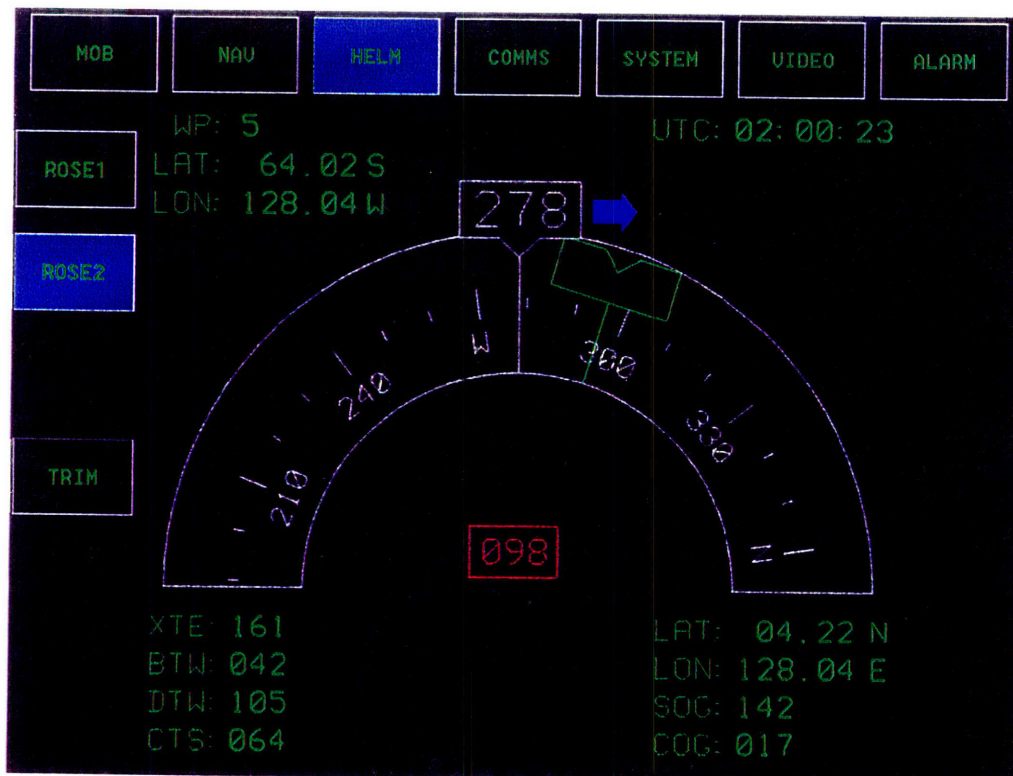 MOB NAV HELM COMMS SYSTEM VIDEO ALARM
WP: 5
UTC: 02:00:23
ROSE1
LAT: 64.02 S
LON: 128.04 W
278
ROSE2
W
300
240
330
TRIM
210
N
098
XTE: 161
BTW: 042
DTW: 105
CTS: 064
LAT: 04.22 N
LON: 128.04 E
SOG: 142
COG: 017